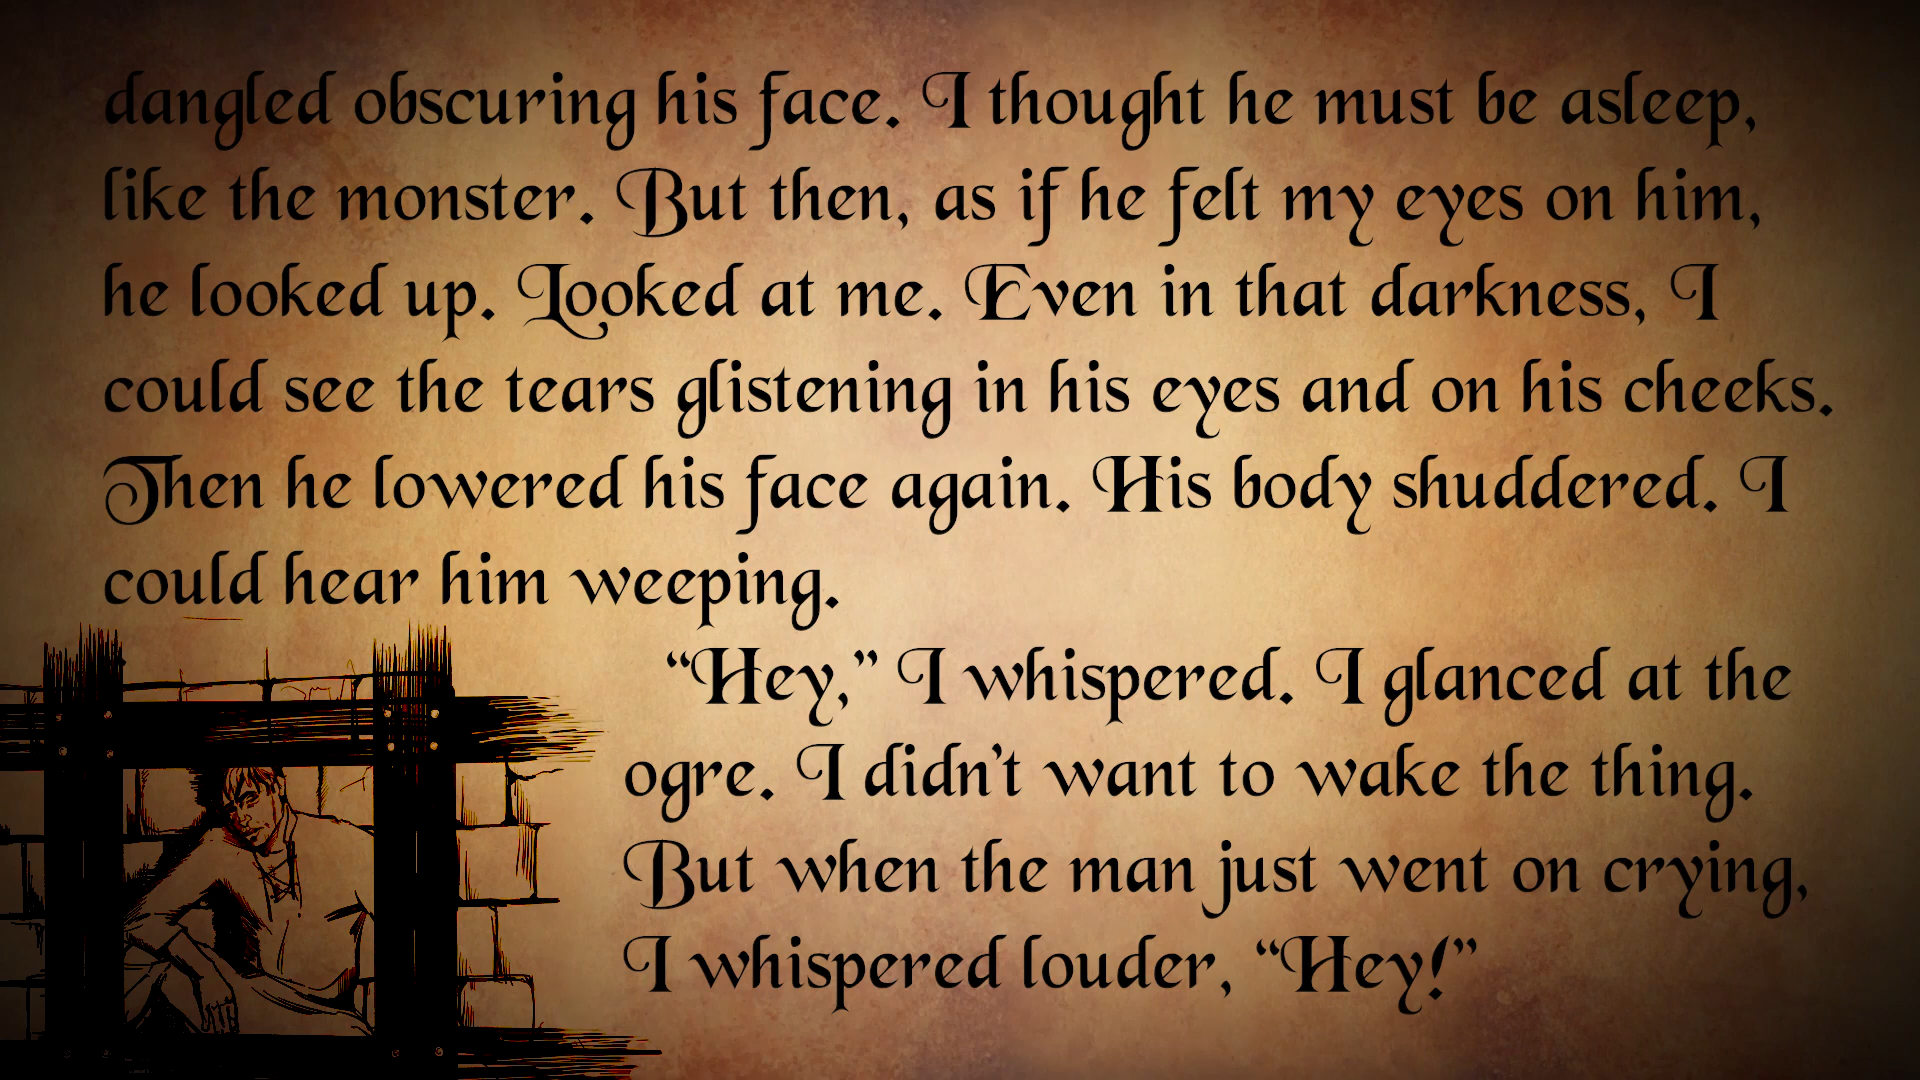 dangled obscuring his face. I thought he must be asleep,
like the monster. But then, as if he felt my eyes on him,
he looked up. Looked at me. Even in that darkness, I
could see the tears glistening in his eyes and on his cheeks.
Then he lowered his face again. His body shuddered. I
could hear him weeping.
“Hey,” I whispered. I glanced at the
ogre. I didn’t want to wake the thing.
But when the man just went on crying,
I whispered louder, “Hey!”